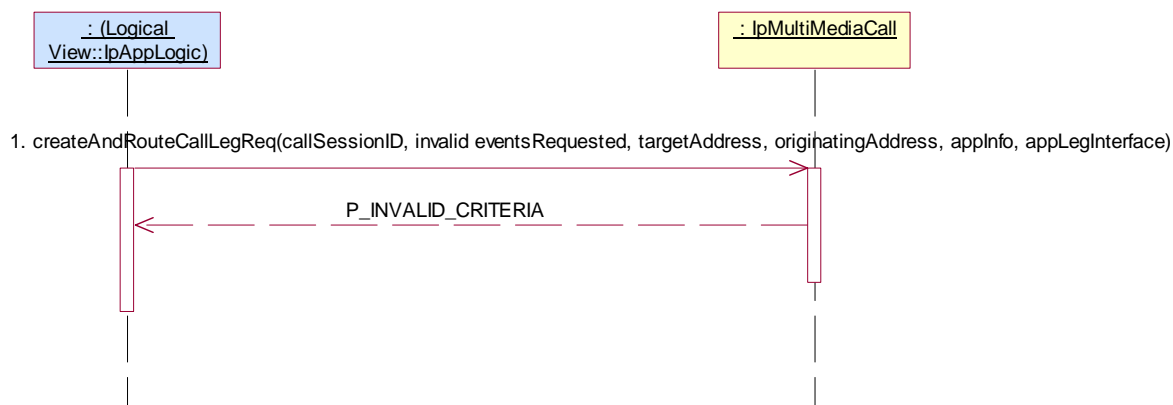 : (Logical
View::IpAppLogic)
: IpMultiMediaCall
1. createAndRouteCallLegReq(callSessionID, invalid eventsRequested, targetAddress, originatingAddress, appInfo, appLegInterface)
P_INVALID_CRITERIA